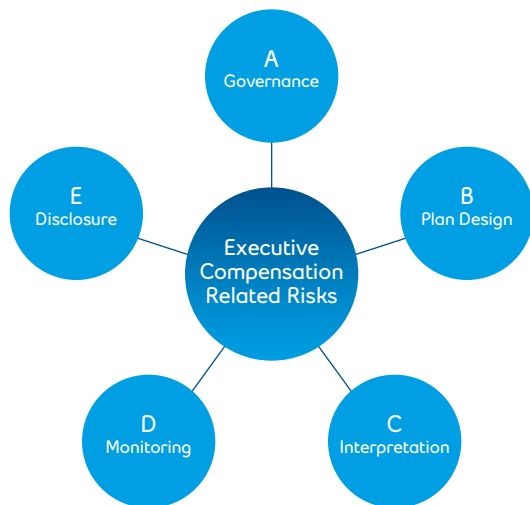 A
Governance
B
Plan Design
C
Interpretation
D
Monitoring
E
Disclosure
Executive
Compensation
Related Risks